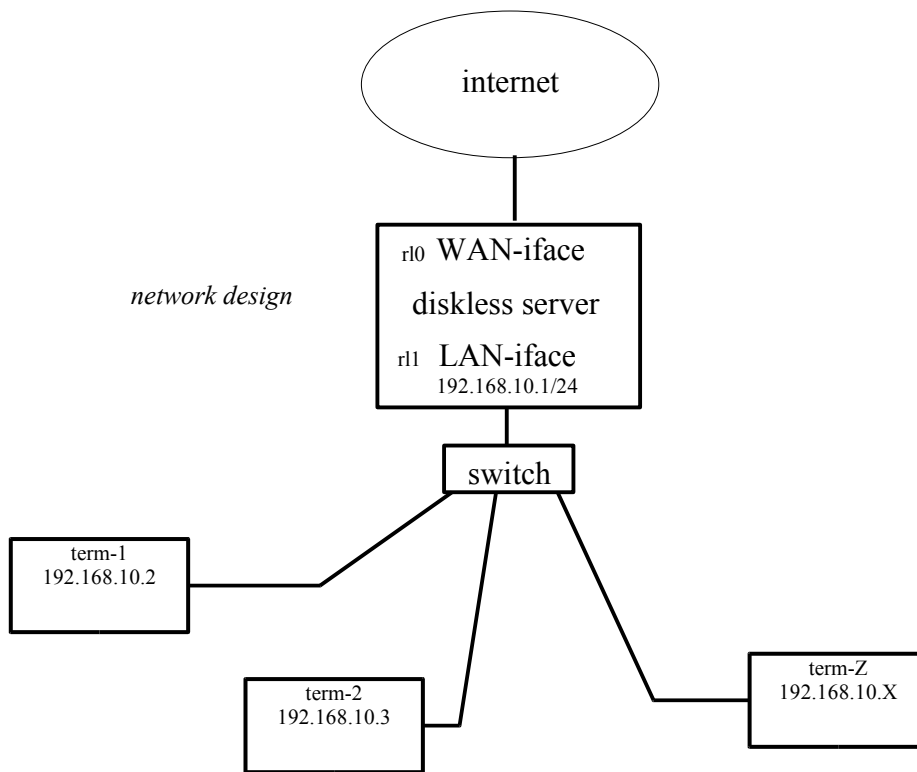 internet
rl0 WAN-iface
network design
diskless server
rl1 LAN-iface
192.168.10.1/24
switch
term-1
192.168.10.2
term-Z
192.168.10.X
term-2
192.168.10.3